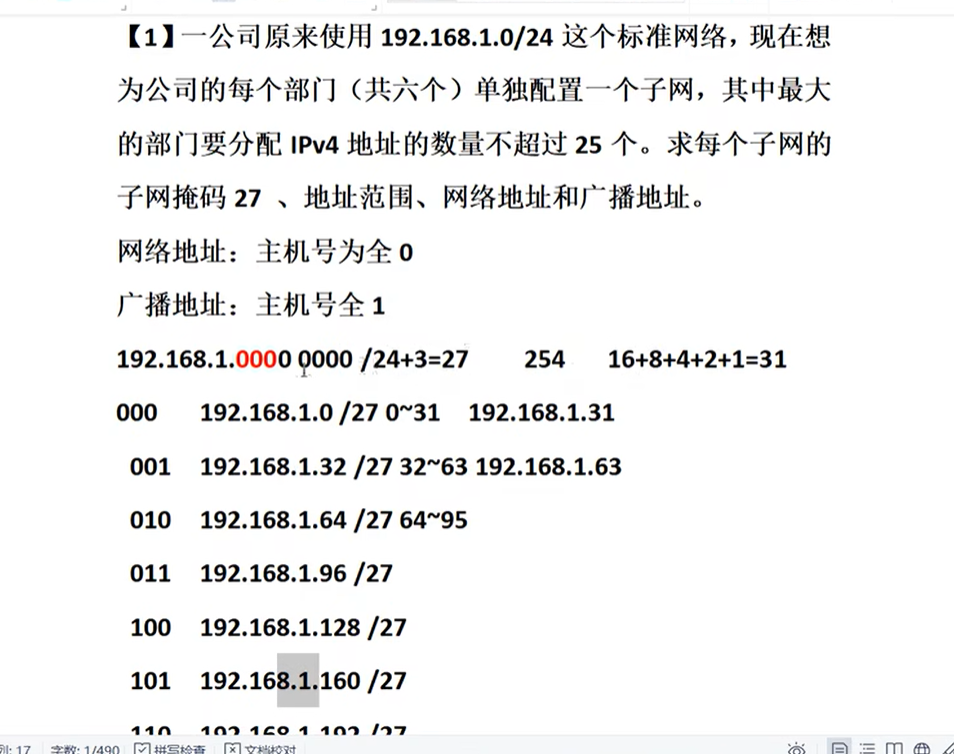 【1】一公司原来使用 192.168.1.0/24 这个标准网络，现在想
为公司的每个部门（共六个）单独配置一个子网，其中最大
的部门要分配 IPv4 地址的数量不超过 25 个。求每个子网的
子网掩码 27 、地址范围、网络地址和广播地址。
网络地址：主机号为全 0
广播地址：主机号全 1
192.168.1.0000 0000 /24+3=27 254 16+8+4+2+1=31
000 192.168.1.0 /27 0~31 192.168.1.31
001 192.168.1.32 /27 32~63 192.168.1.63
010 192.168.1.64 /27 64~95
011 192.168.1.96 /27
100 192.168.1.128 /27
101 192.168.1.160 /27
110 192.168.1.192 /27
列: 17 字数: 1/490 拼写检查 文档校对